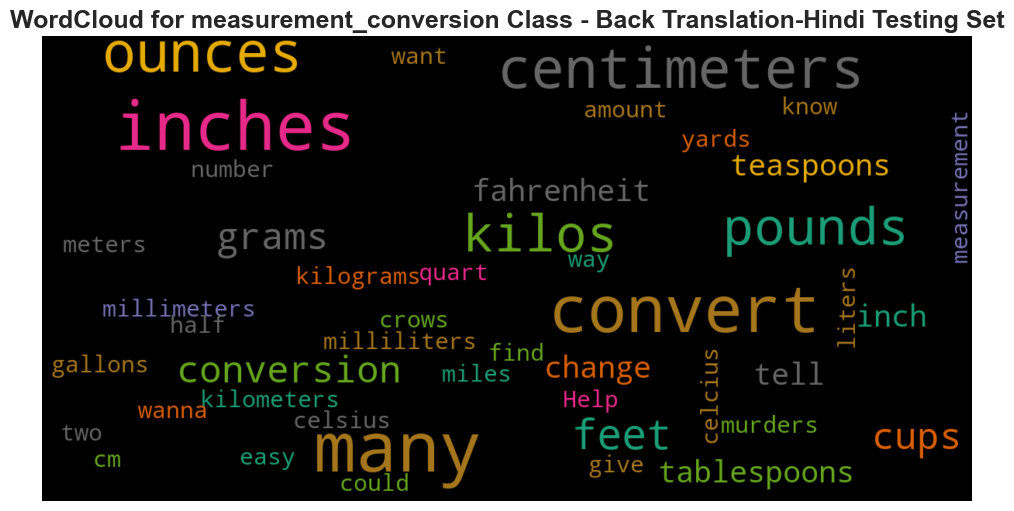 WordCloud for measurement_conversion Class - Back Translation-Hindi Testing Set
ounces
want
centimeters
inches
amount
know
yards
measurement
number
teaspoons
fahrenheit
kilos
pounds
meters
grams
way
kilograms
quart
millimeters
half
crows
convert
liters
inch
milliliters
find
gallons
conversion
miles
change
celcius
tell
kilometers
Help
wanna
celsius
many
feet
murders
cups
two
cm
easy
could
give
tablespoons